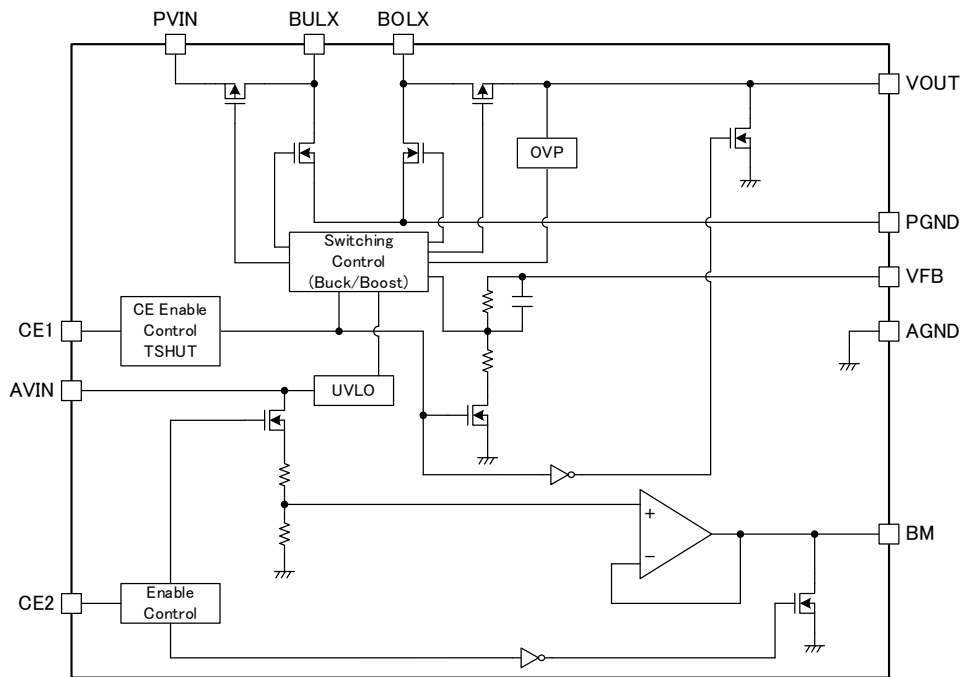 PVIN
BULX
BOLX
VOUT
OVP
PGND
Switching
Control
(Buck/Boost)
VFB
CE1
CE Enable
Control
TSHUT
AGND
AVIN
UVLO
+
−
BM
CE2
Enable
Control